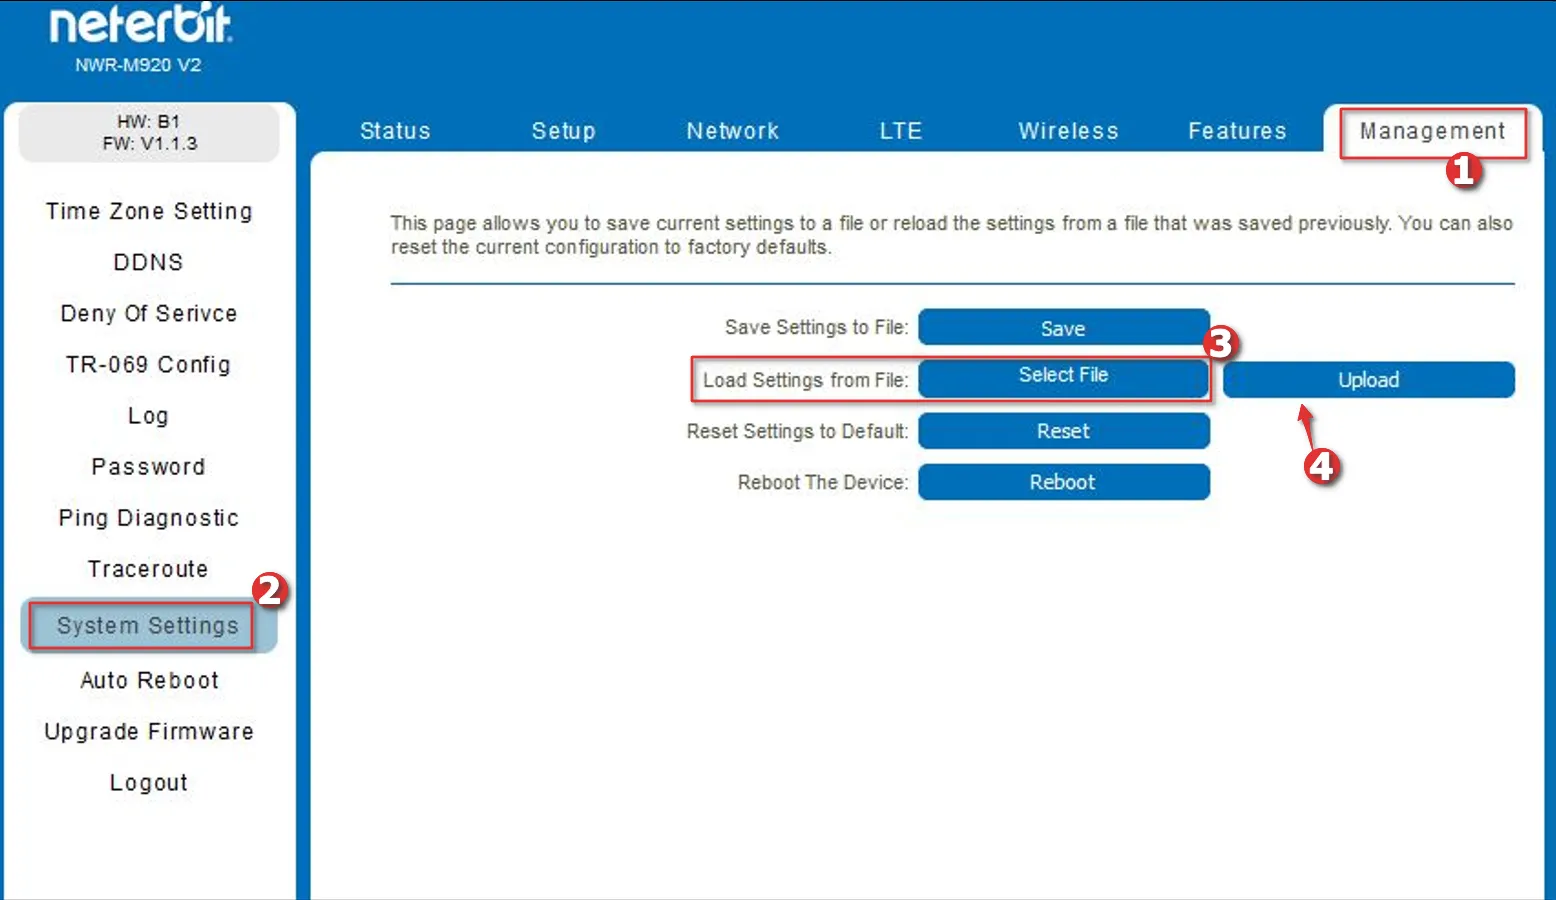 neterbit.
NWR-M920 V2
HW: B1
FW: V1.1.3
Status
Setup
Network
LTE
Wireless
Features
Management
1
Time Zone Setting
DDNS
Deny Of Serivce
TR-069 Config
Log
Password
Ping Diagnostic
Traceroute
System Settings
2
Auto Reboot
Upgrade Firmware
Logout
This page allows you to save current settings to a file or reload the settings from a file that was saved previously. You can also
reset the current configuration to factory defaults.
Save Settings to File: Save
3
Load Settings from File: Select File Upload
4
Reset Settings to Default: Reset
Reboot The Device: Reboot